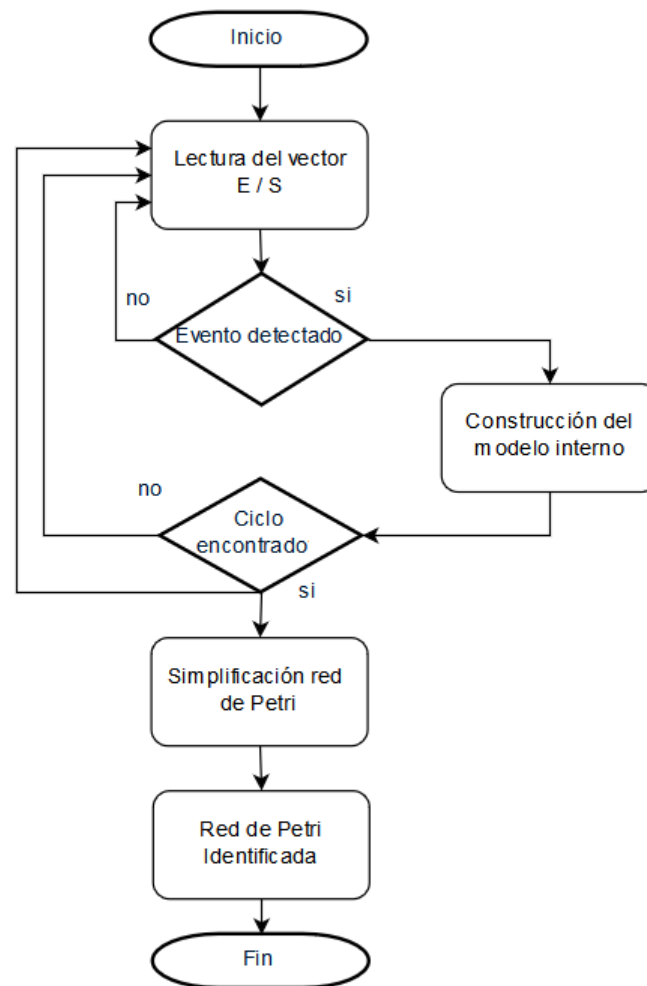 Inicio
Lectura del vector
E / S
no
si
Evento detectado
Construcción del
modelo interno
no
Ciclo
encontrado
si
Simplificación red
de Petri
Red de Petri
Identificada
Fin